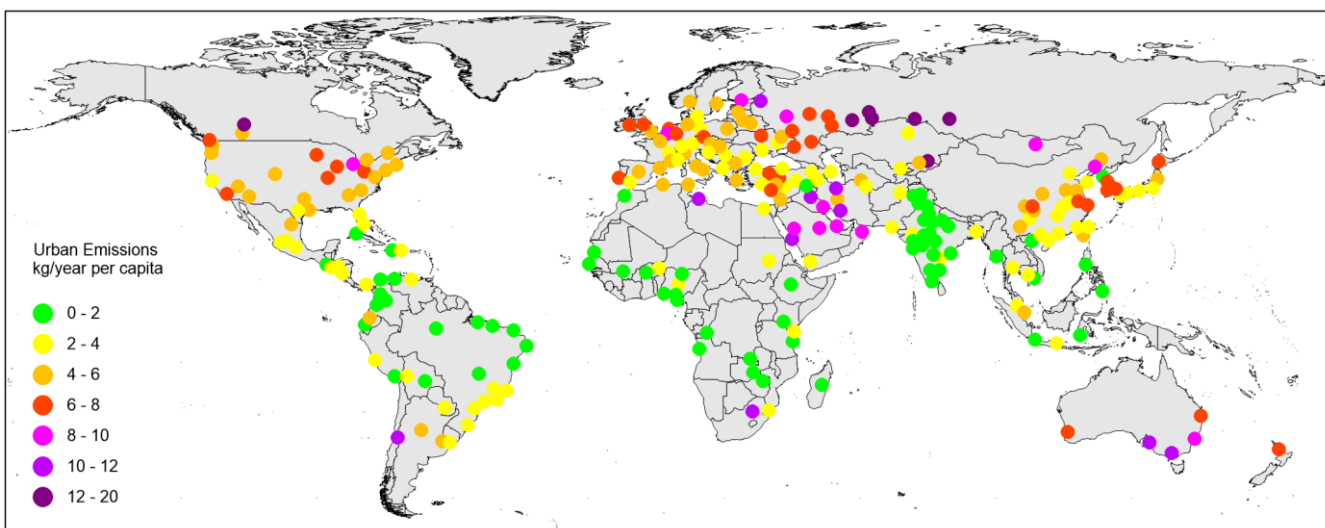 Urban Emissions
kg/year per capita
0 - 2
2 - 4
4 - 6
6 - 8
8 - 10
10 - 12
12 - 20